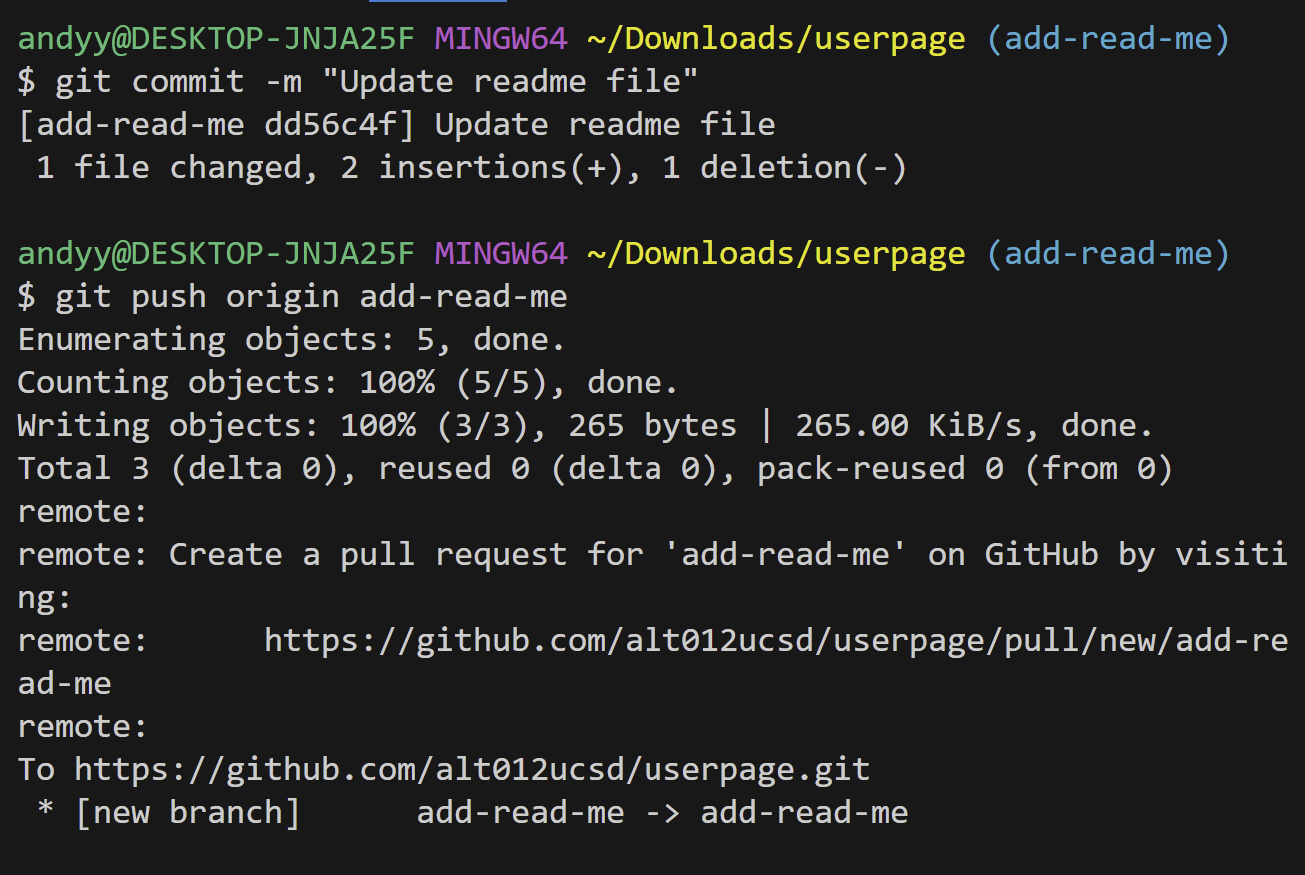 andyy@DESKTOP-JNJA25F MINGW64 ~/Downloads/userpage (add-read-me)
$ git commit -m "Update readme file"
[add-read-me dd56c4f] Update readme file
 1 file changed, 2 insertions(+), 1 deletion(-)

andyy@DESKTOP-JNJA25F MINGW64 ~/Downloads/userpage (add-read-me)
$ git push origin add-read-me
Enumerating objects: 5, done.
Counting objects: 100% (5/5), done.
Writing objects: 100% (3/3), 265 bytes | 265.00 KiB/s, done.
Total 3 (delta 0), reused 0 (delta 0), pack-reused 0 (from 0)
remote:
remote: Create a pull request for 'add-read-me' on GitHub by visiti
ng:
remote:      https://github.com/alt012ucsd/userpage/pull/new/add-re
ad-me
remote:
To https://github.com/alt012ucsd/userpage.git
 * [new branch]      add-read-me -> add-read-me